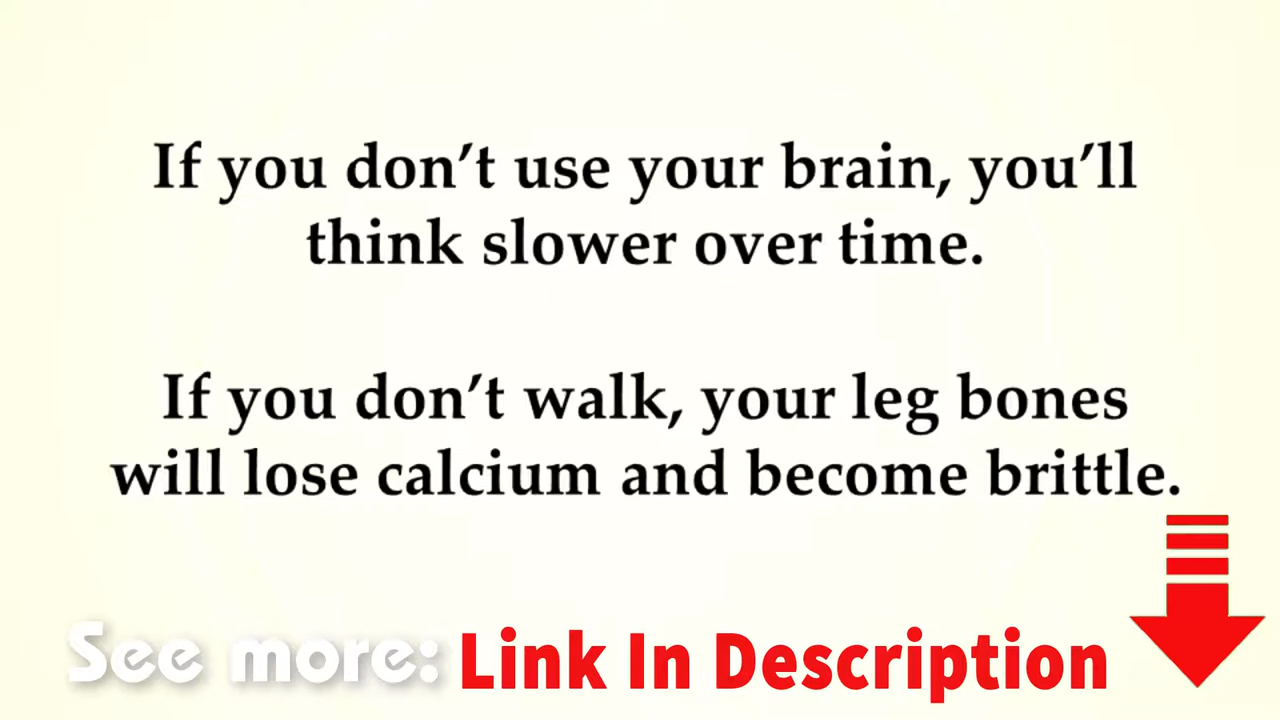 If you don’t use your brain, you’ll
think slower over time.
If you don’t walk, your leg bones
will lose calcium and become brittle.
See more: Link In Description